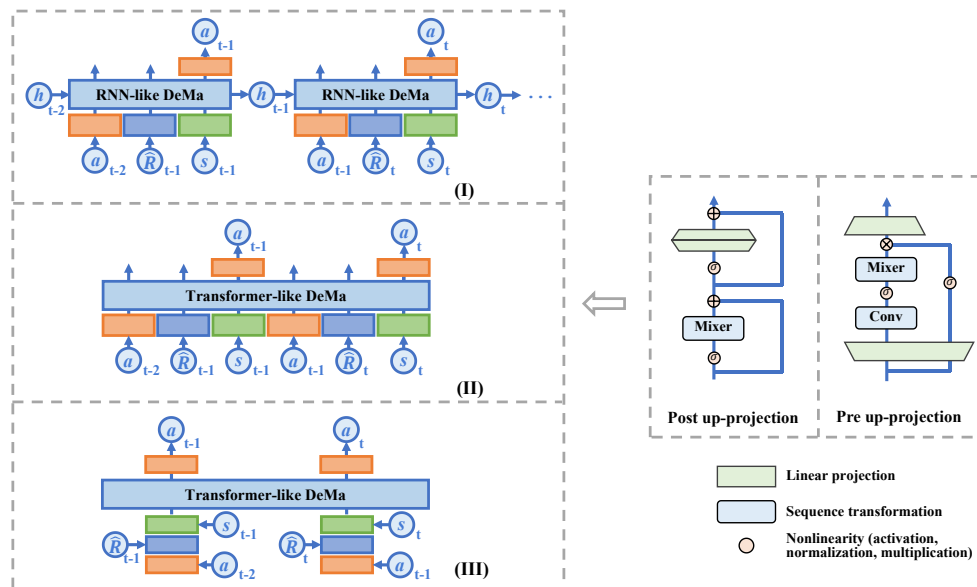 a t-1 a t
h t-2 RNN-like DeMa h t-1 RNN-like DeMa h t ...
a t-2 R̂ t-1 s t-1 a t-1 R̂ t s t
(I)
a t-1 a t
Transformer-like DeMa
a t-2 R̂ t-1 s t-1 a t-1 R̂ t s t
(II)
a t-1 a t
Transformer-like DeMa
s t-1 s t
R̂ t-1 R̂ t
a t-2 a t-1
(III)
σ
Mixer
σ
Post up-projection
Mixer
σ
σ
Conv
Pre up-projection
Linear projection
Sequence transformation
σ
Nonlinearity (activation,
normalization, multiplication)